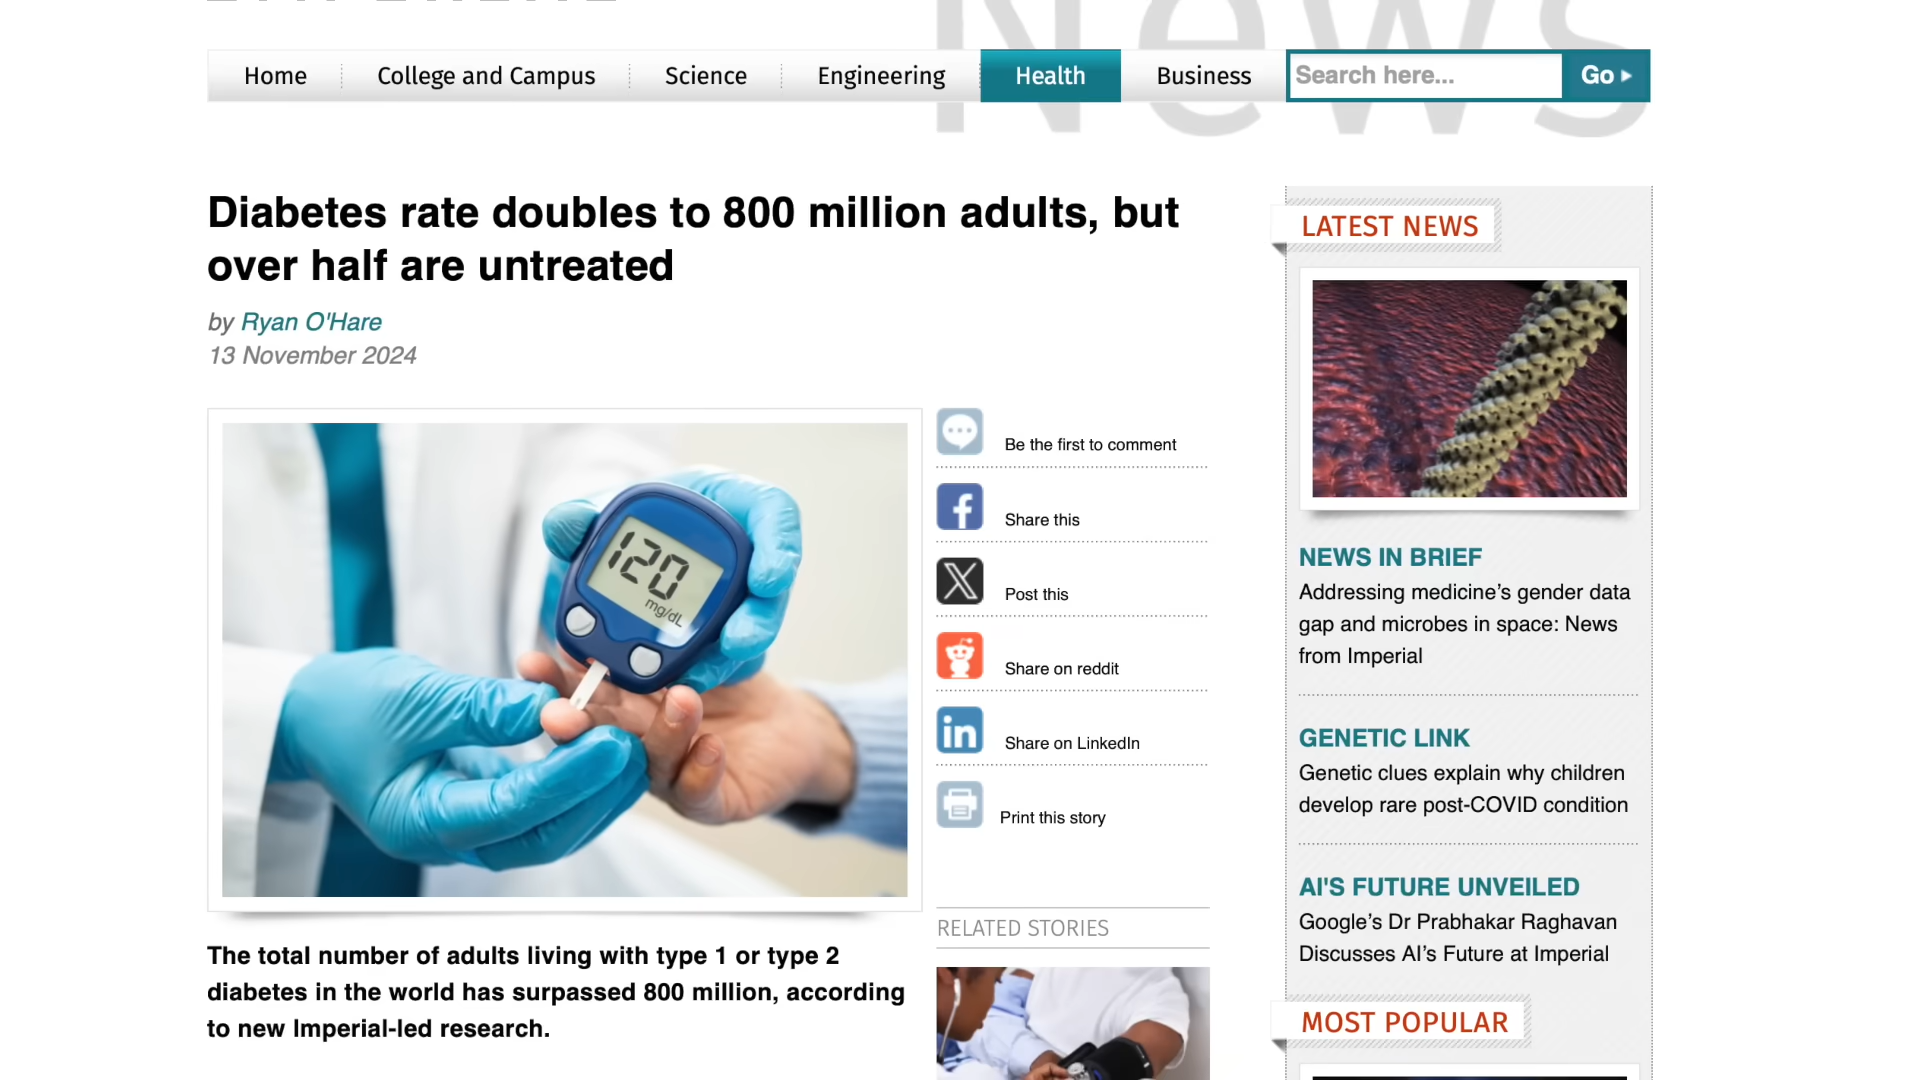 News
Home
College and Campus
Science
Engineering
Health
Business
Search here...
Go
Diabetes rate doubles to 800 million adults, but
over half are untreated
by Ryan O'Hare
13 November 2024
120
mg/dL
Be the first to comment
Share this
Post this
Share on reddit
Share on LinkedIn
Print this story
RELATED STORIES
The total number of adults living with type 1 or type 2
diabetes in the world has surpassed 800 million, according
to new Imperial-led research.
LATEST NEWS
NEWS IN BRIEF
Addressing medicine’s gender data
gap and microbes in space: News
from Imperial
GENETIC LINK
Genetic clues explain why children
develop rare post-COVID condition
AI'S FUTURE UNVEILED
Google’s Dr Prabhakar Raghavan
Discusses AI’s Future at Imperial
MOST POPULAR